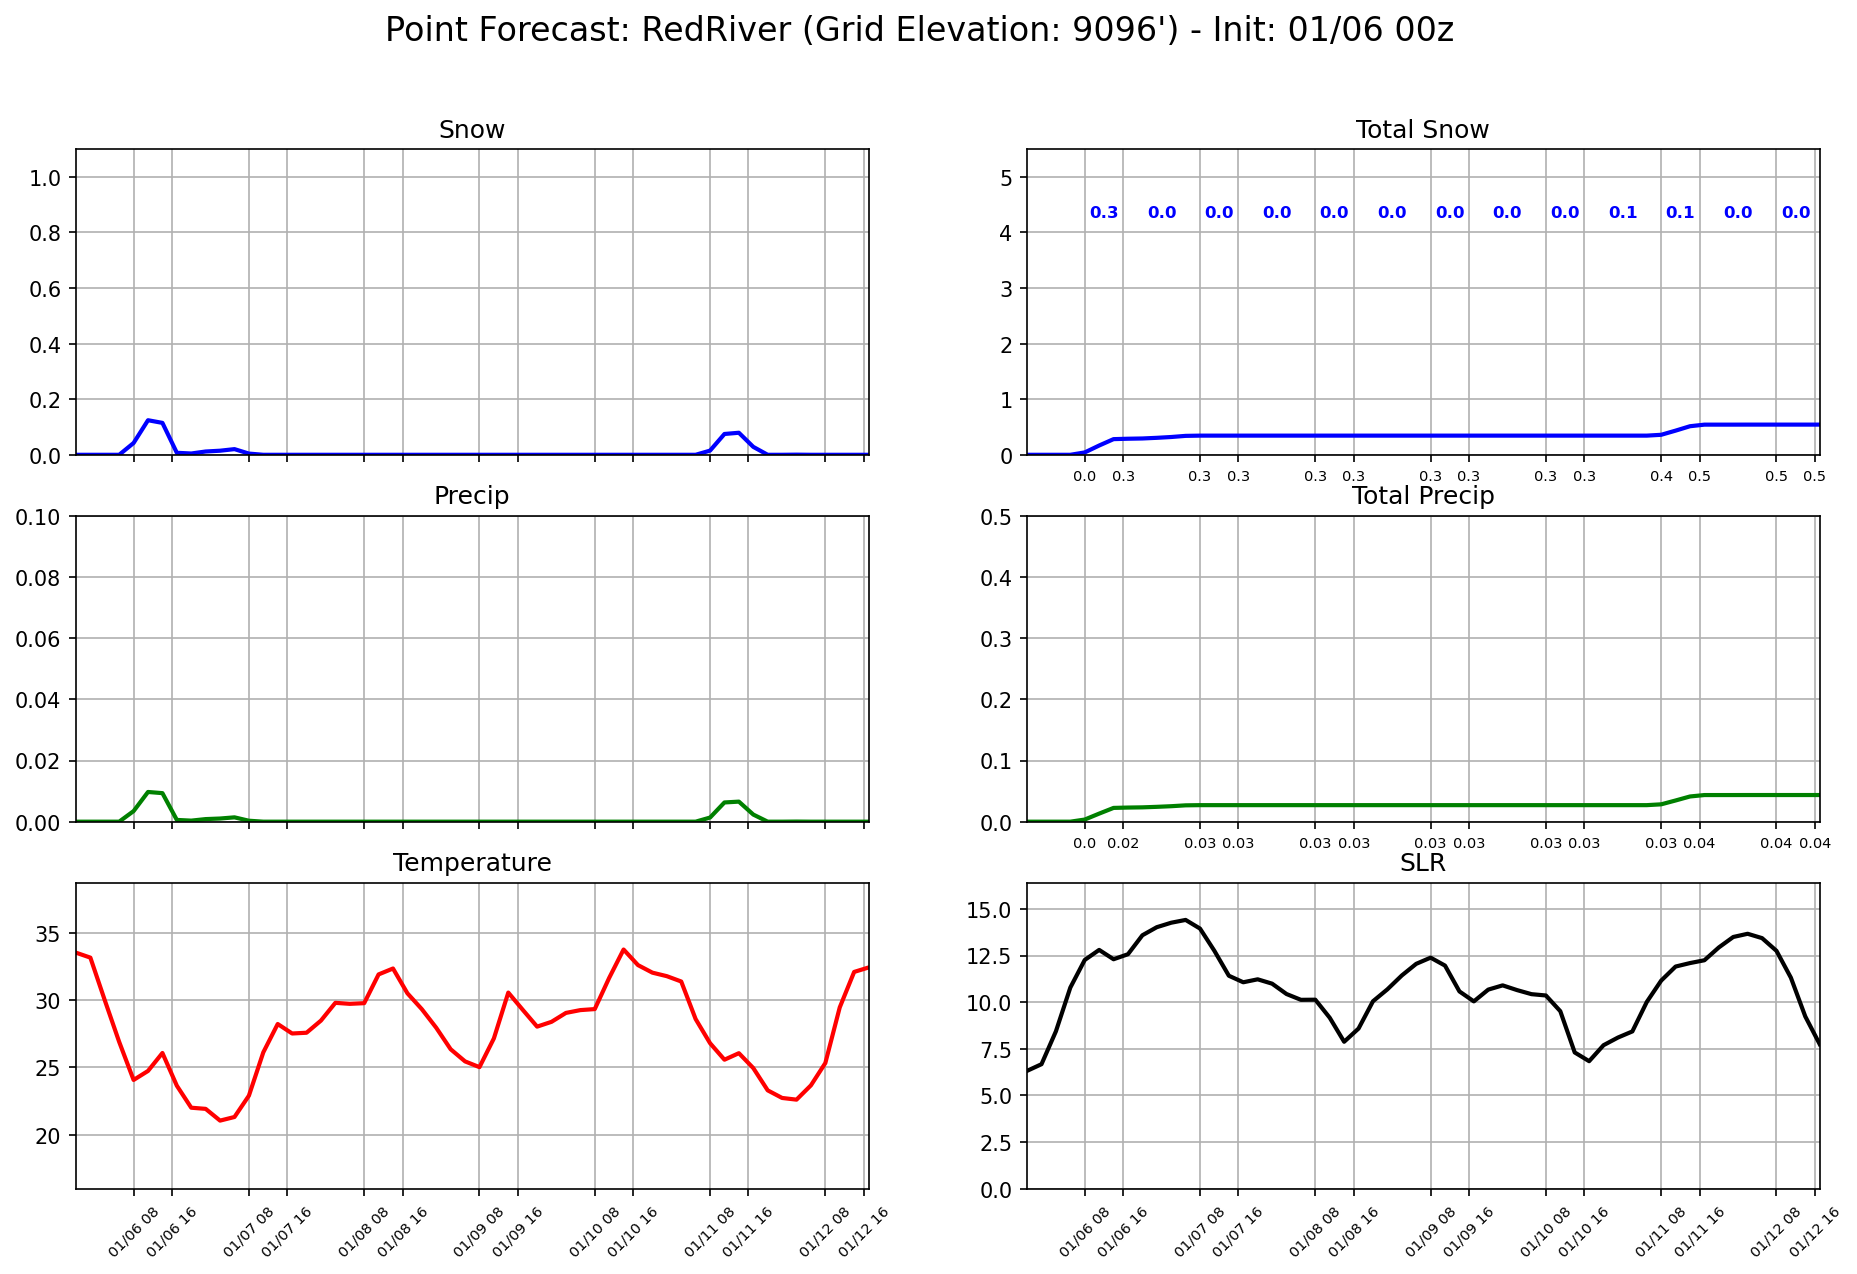 Point Forecast: RedRiver (Grid Elevation: 9096') - Init: 01/06 00z
Snow
1.0
0.8
0.6
0.4
0.2
0.0
Total Snow
5
4
3
2
1
0
0.3 0.0 0.0 0.0 0.0 0.0 0.0 0.0 0.0 0.1 0.1 0.0 0.0
0.0 0.3 0.3 0.3 0.3 0.3 0.3 0.3 0.3 0.3 0.4 0.5 0.5 0.5
Precip
0.10
0.08
0.06
0.04
0.02
0.00
Total Precip
0.5
0.4
0.3
0.2
0.1
0.0
0.0 0.02 0.03 0.03 0.03 0.03 0.03 0.03 0.03 0.03 0.03 0.04 0.04 0.04
Temperature
35
30
25
20
01/06 08 01/06 16 01/07 08 01/07 16 01/08 08 01/08 16 01/09 08 01/09 16 01/10 08 01/10 16 01/11 08 01/11 16 01/12 08 01/12 16
SLR
15.0
12.5
10.0
7.5
5.0
2.5
0.0
01/06 08 01/06 16 01/07 08 01/07 16 01/08 08 01/08 16 01/09 08 01/09 16 01/10 08 01/10 16 01/11 08 01/11 16 01/12 08 01/12 16